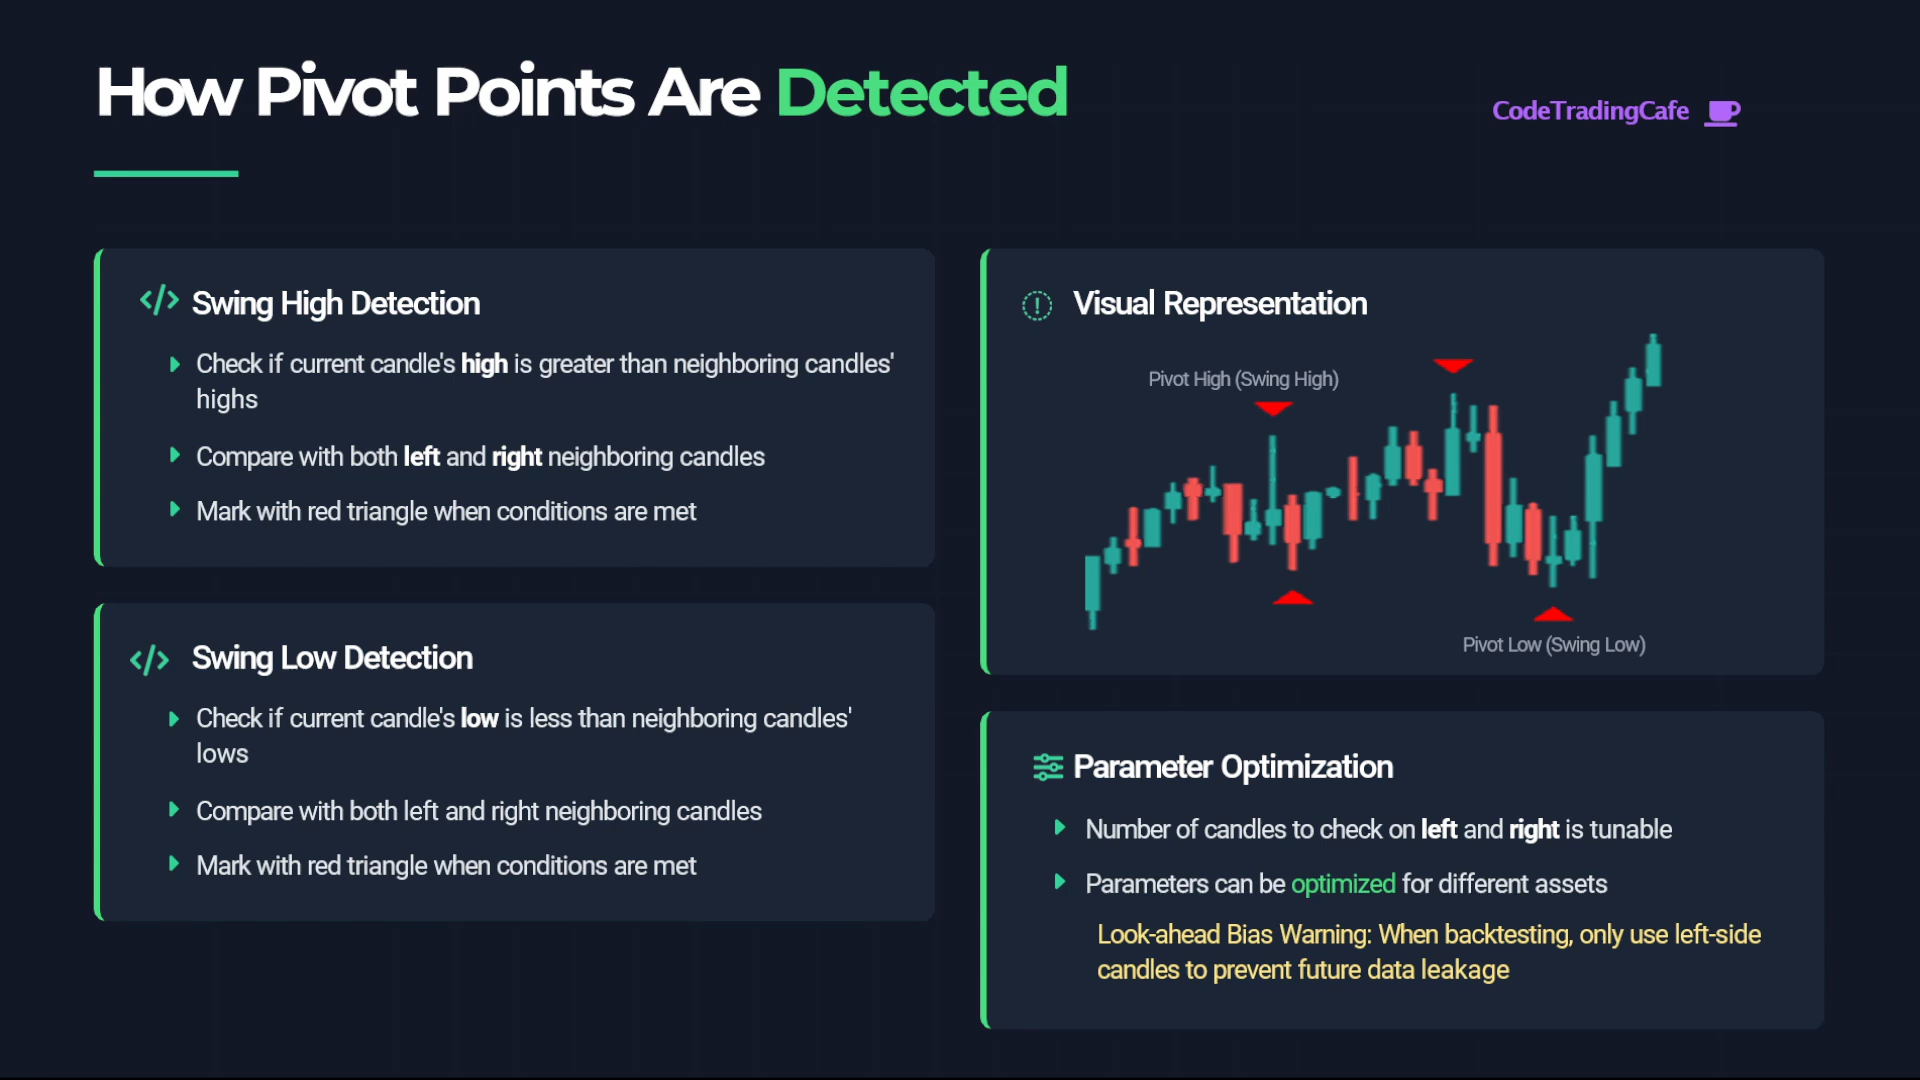 How Pivot Points Are Detected
CodeTradingCafe
Swing High Detection
Check if current candle's high is greater than neighboring candles'
highs
Compare with both left and right neighboring candles
Mark with red triangle when conditions are met
Swing Low Detection
Check if current candle's low is less than neighboring candles'
lows
Compare with both left and right neighboring candles
Mark with red triangle when conditions are met
Visual Representation
Pivot High (Swing High)
Pivot Low (Swing Low)
Parameter Optimization
Number of candles to check on left and right is tunable
Parameters can be optimized for different assets
Look-ahead Bias Warning: When backtesting, only use left-side
candles to prevent future data leakage